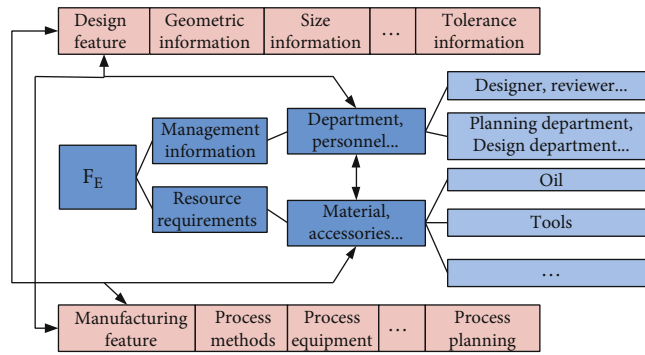 Design feature
Geometric information
Size information
...
Tolerance information
Designer, reviewer...
Management information
Department, personnel...
Planning department, Design department...
F_E
Resource requirements
Material, accessories...
Oil
Tools
...
Manufacturing feature
Process methods
Process equipment
...
Process planning